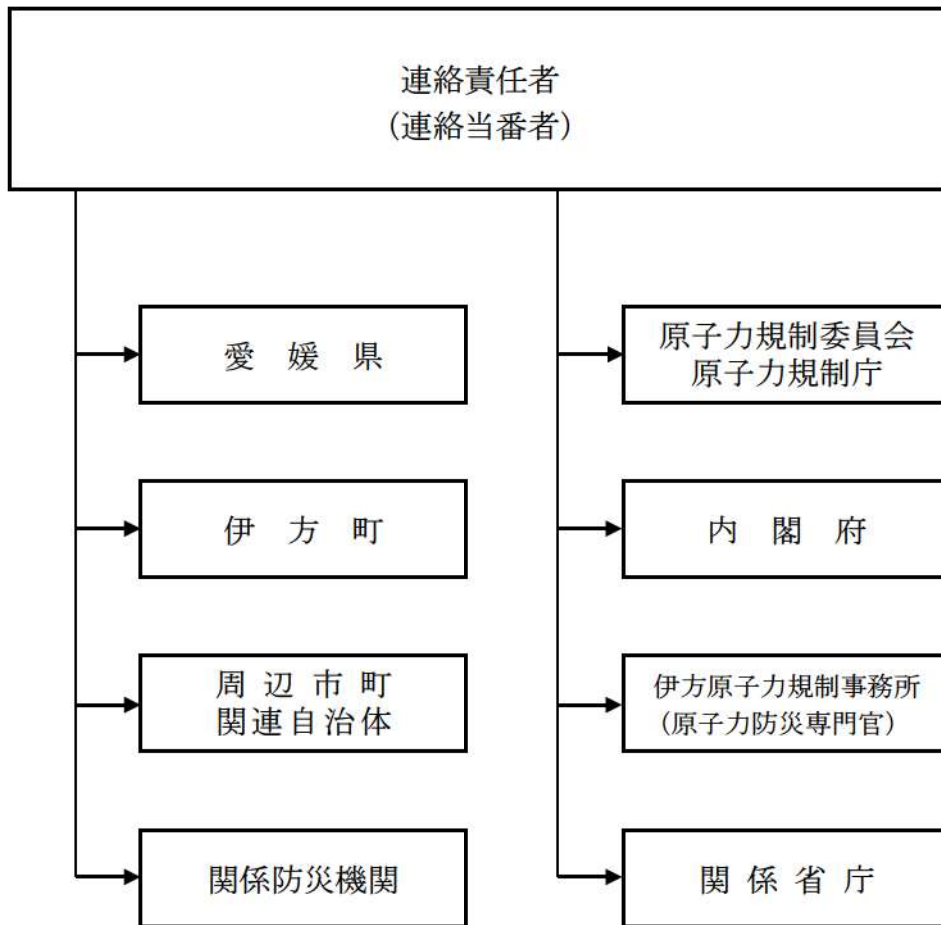 連絡責任者
(連絡当番者)
愛媛県
原子力規制委員会
原子力規制庁
伊方町
内閣府
周辺市町
関連自治体
伊方原子力規制事務所
(原子力防災専門官)
関係防災機関
関係省庁